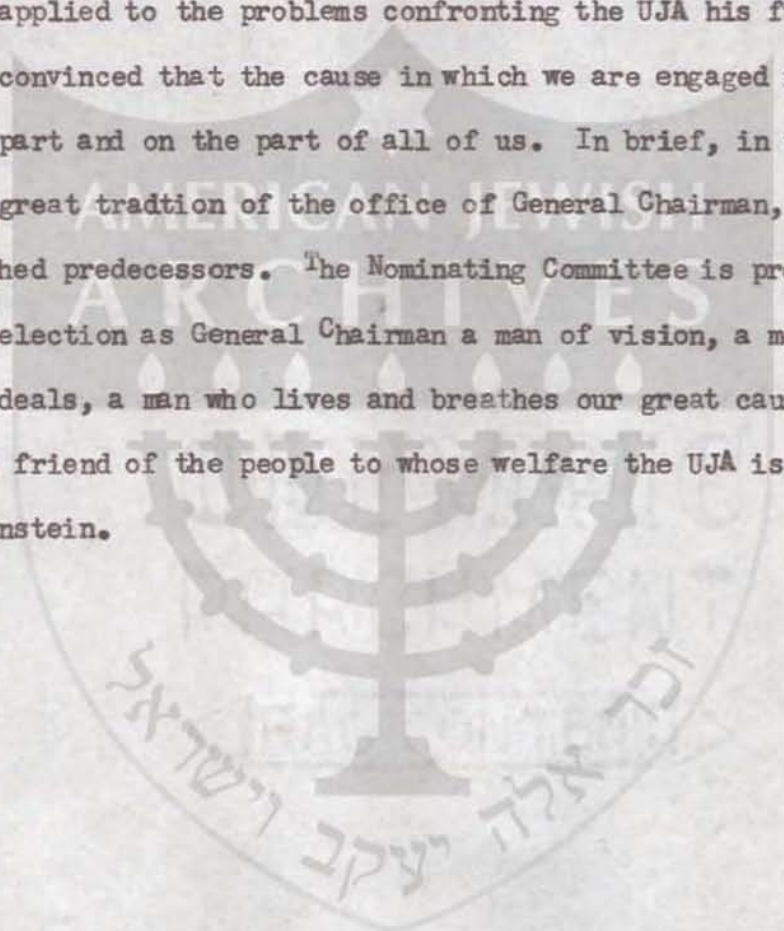 applied to the problems confronting the UJA his f
convinced that the cause in which we are engaged
part and on the part of all of us. In brief, in
great tradtion of the office of General Chairman,
hed predecessors. The Nominating Committee is pr
election as General Chairman a man of vision, a m
deals, a man who lives and breathes our great cau
friend of the people to whose welfare the UJA is
nstein.
AMERICAN JEWISH
ARCHIVES
זכר אלה יעקב וישראל